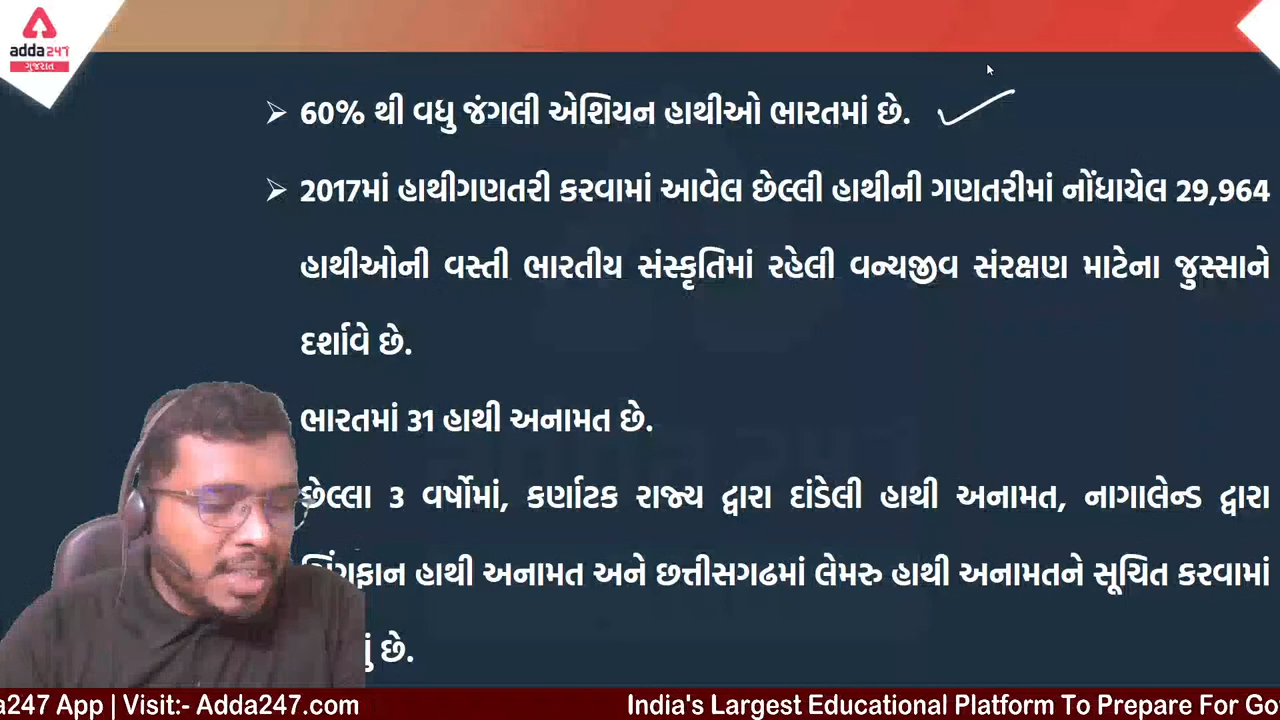 adda247
ગુજરાત
60% થી વધુ જંગલી એશિયન હાથીઓ ભારતમાં છે.
2017માં હાથીગણતરી કરવામાં આવેલ છેલ્લી હાથીની ગણતરીમાં નોંધાયેલ 29,964
હાથીઓની વસ્તી ભારતીય સંસ્કૃતિમાં રહેલી વન્યજીવ સંરક્ષણ માટેના જુસ્સાને
દર્શાવે છે.
ભારતમાં 31 હાથી અનામત છે.
છેલ્લા 3 વર્ષોમાં, કર્ણાટક રાજ્ય દ્વારા દાંડેલી હાથી અનામત, નાગાલેન્ડ દ્વારા
હાથી અનામત અને છત્તીસગઢમાં લેમરુ હાથી અનામતને સૂચિત કરવામાં
છે.
a247 App | Visit:- Adda247.com India's Largest Educational Platform To Prepare For Go